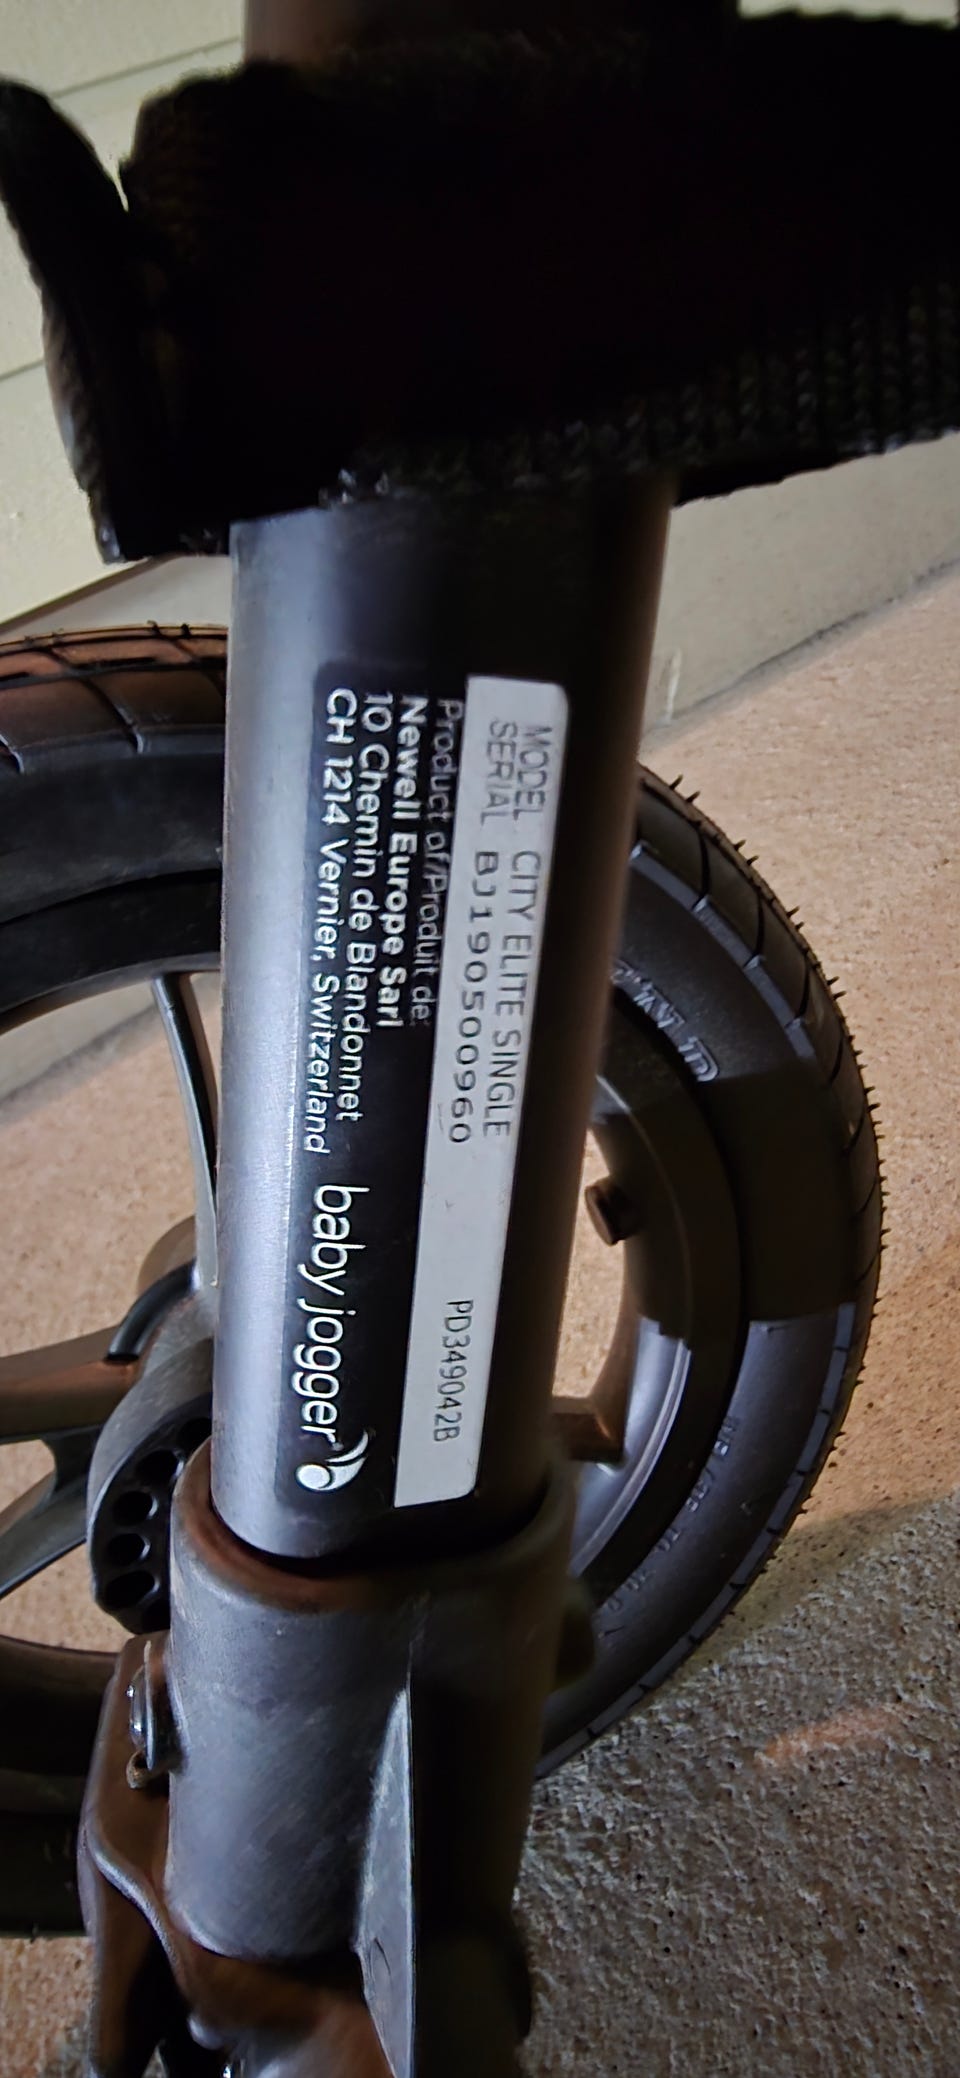 MODEL CITY ELITE SINGLE
SERIAL BJ190500960
PD349042B
Product of/Produit de:
Newell Europe Sarl
10 Chemin de Blandonnet
CH 1214 Vernier, Switzerland
baby jogger